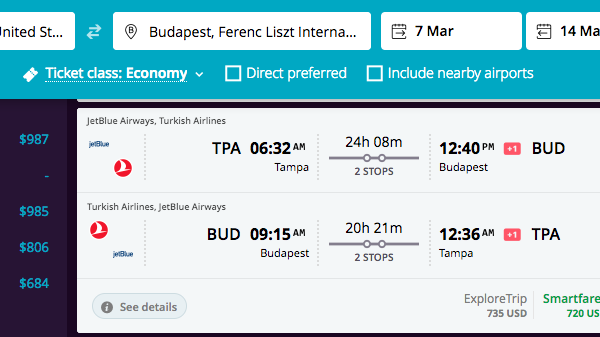 United St... Budapest, Ferenc Liszt Interna... 7 Mar 14 Ma
Ticket class: Economy Direct preferred Include nearby airports
JetBlue Airways, Turkish Airlines
$987
jetBlue
TPA 06:32 AM 24h 08m 12:40 PM +1 BUD
Tampa 2 STOPS Budapest
-
Turkish Airlines, JetBlue Airways
$985
BUD 09:15 AM 20h 21m 12:36 AM +1 TPA
Budapest 2 STOPS Tampa
$806
jetBlue
$684
i See details
ExploreTrip Smartfare
735 USD 720 US